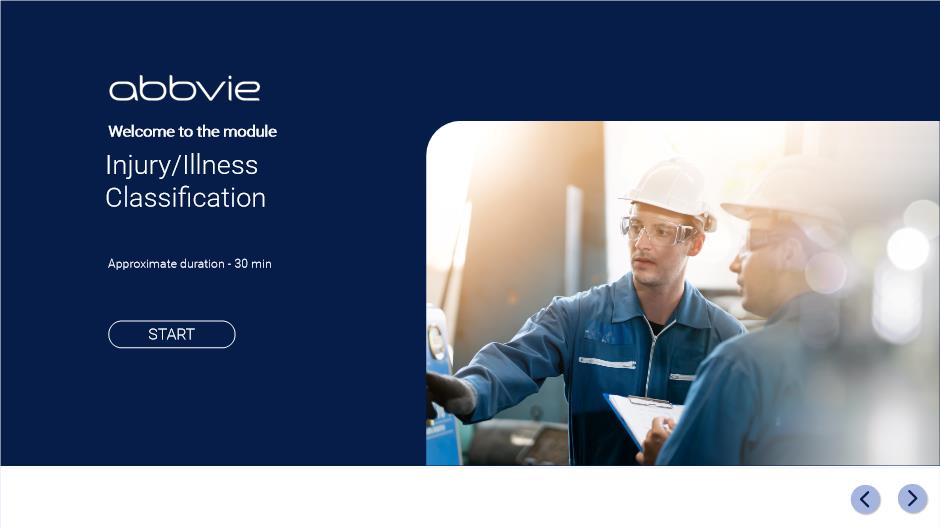 abbvie
Welcome to the module
Injury/Illness
Classification
Approximate duration - 30 min
START